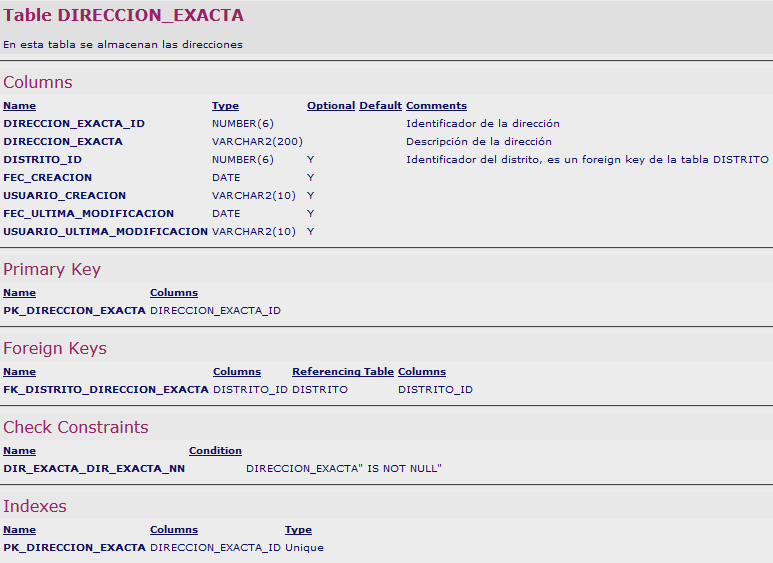 Table DIRECCION_EXACTA
En esta tabla se almacenan las direcciones
Columns
Name Type Optional Default Comments
DIRECCION_EXACTA_ID NUMBER(6) Identificador de la dirección
DIRECCION_EXACTA VARCHAR2(200) Descripción de la dirección
DISTRITO_ID NUMBER(6) Y Identificador del distrito, es un foreign key de la tabla DISTRITO
FEC_CREACION DATE Y
USUARIO_CREACION VARCHAR2(10) Y
FEC_ULTIMA_MODIFICACION DATE Y
USUARIO_ULTIMA_MODIFICACION VARCHAR2(10) Y
Primary Key
Name Columns
PK_DIRECCION_EXACTA DIRECCION_EXACTA_ID
Foreign Keys
Name Columns Referencing Table Columns
FK_DISTRITO_DIRECCION_EXACTA DISTRITO_ID DISTRITO DISTRITO_ID
Check Constraints
Name Condition
DIR_EXACTA_DIR_EXACTA_NN DIRECCION_EXACTA" IS NOT NULL"
Indexes
Name Columns Type
PK_DIRECCION_EXACTA DIRECCION_EXACTA_ID Unique